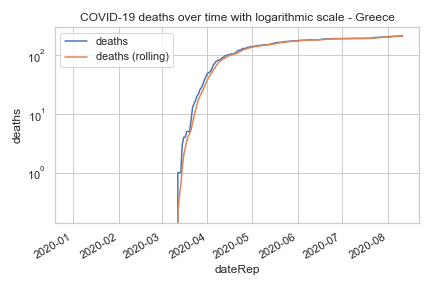 COVID-19 deaths over time with logarithmic scale - Greece
deaths
deaths (rolling)
10²
10¹
10⁰
deaths
2020-01
2020-02
2020-03
2020-04
2020-05
2020-06
2020-07
2020-08
dateRep